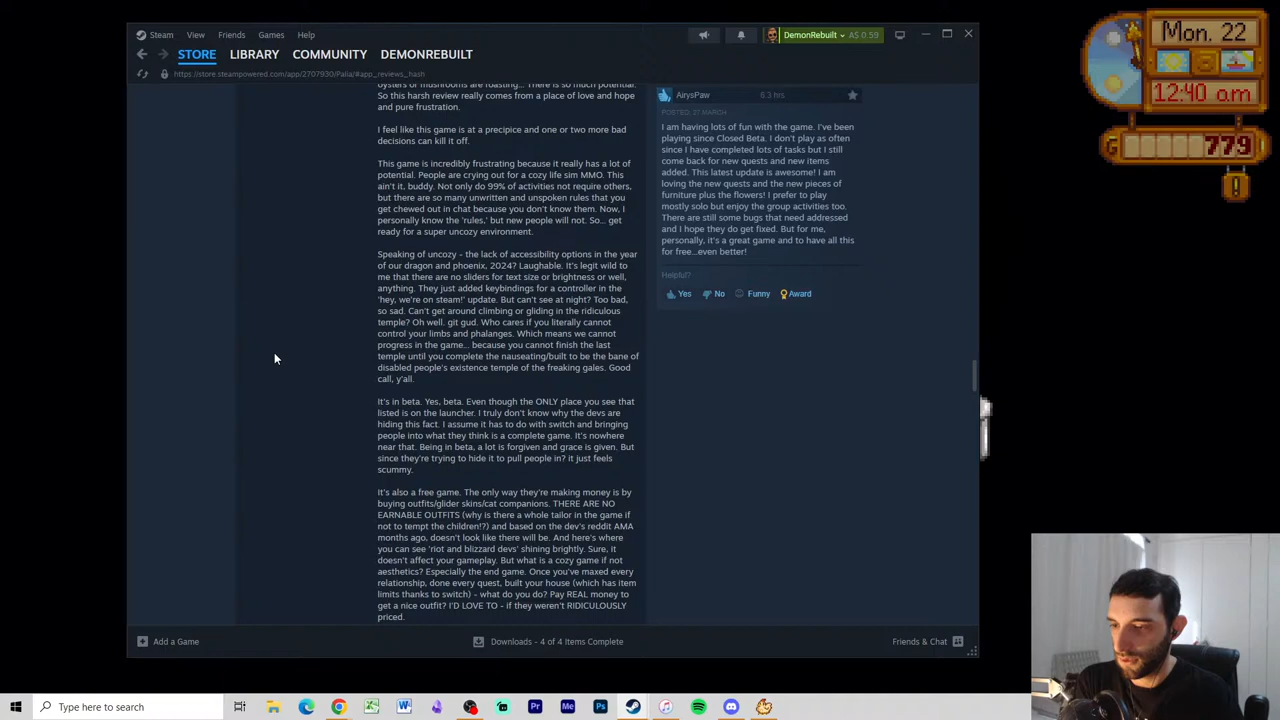 Steam View Friends Games Help
DemonRebuilt A$ 0.59
STORE LIBRARY COMMUNITY DEMONREBUILT
https://store.steampowered.com/app/2707930/Palia/#app_reviews_hash
oysters of mushrooms are roasting... There is so much potential.
So this harsh review really comes from a place of love and hope
and pure frustration.
I feel like this game is at a precipice and one or two more bad
decisions can kill it off.
This game is incredibly frustrating because it really has a lot of
potential. People are crying out for a cozy life sim MMO. This
ain't it, buddy. Not only do 99% of activities not require others,
but there are so many unwritten and unspoken rules that you
get chewed out in chat because you don't know them. Now, I
personally know the 'rules,' but new people will not. So... get
ready for a super uncozy environment.
Speaking of uncozy - the lack of accessibility options in the year
of our dragon and phoenix, 2024? Laughable. It's legit wild to
me that there are no sliders for text size or brightness or well,
anything. They just added keybindings for a controller in the
'hey, we're on steam!' update. But can't see at night? Too bad,
so sad. Can't get around climbing or gliding in the ridiculous
temple? Oh well. git gud. Who cares if you literally cannot
control your limbs and phalanges. Which means we cannot
progress in the game... because you cannot finish the last
temple until you complete the nauseating/built to be the bane of
disabled people's existence temple of the freaking gales. Good
call, y'all.
It's in beta. Yes, beta. Even though the ONLY place you see that
listed is on the launcher. I truly don't know why the devs are
hiding this fact. I assume it has to do with switch and bringing
people into what they think is a complete game. It's nowhere
near that. Being in beta, a lot is forgiven and grace is given. But
since they're trying to hide it to pull people in? it just feels
scummy.
It's also a free game. The only way they're making money is by
buying outfits/glider skins/cat companions. THERE ARE NO
EARNABLE OUTFITS (why is there a whole tailor in the game if
not to tempt the children!?) and based on the dev's reddit AMA
months ago, doesn't look like there will be. And here's where
you can see 'riot and blizzard devs' shining brightly. Sure, it
doesn't affect your gameplay. But what is a cozy game if not
aesthetics? Especially the end game. Once you've maxed every
relationship, done every quest, built your house (which has item
limits thanks to switch) - what do you do? Pay REAL money to
get a nice outfit? I'D LOVE TO - if they weren't RIDICULOUSLY
priced.
AirysPaw 6.3 hrs
POSTED: 27 MARCH
I am having lots of fun with the game. I've been
playing since Closed Beta. I don't play as often
since I have completed lots of tasks but I still
come back for new quests and new items
added. This latest update is awesome! I am
loving the new quests and the new pieces of
furniture plus the flowers! I prefer to play
mostly solo but enjoy the group activities too.
There are still some bugs that need addressed
and I hope they do get fixed. But for me,
personally, it's a great game and to have all this
for free...even better!
Helpful?
Yes No Funny Award
Add a Game Downloads - 4 of 4 Items Complete Friends & Chat
Mon. 22
12:40 am
G 779
Type here to search